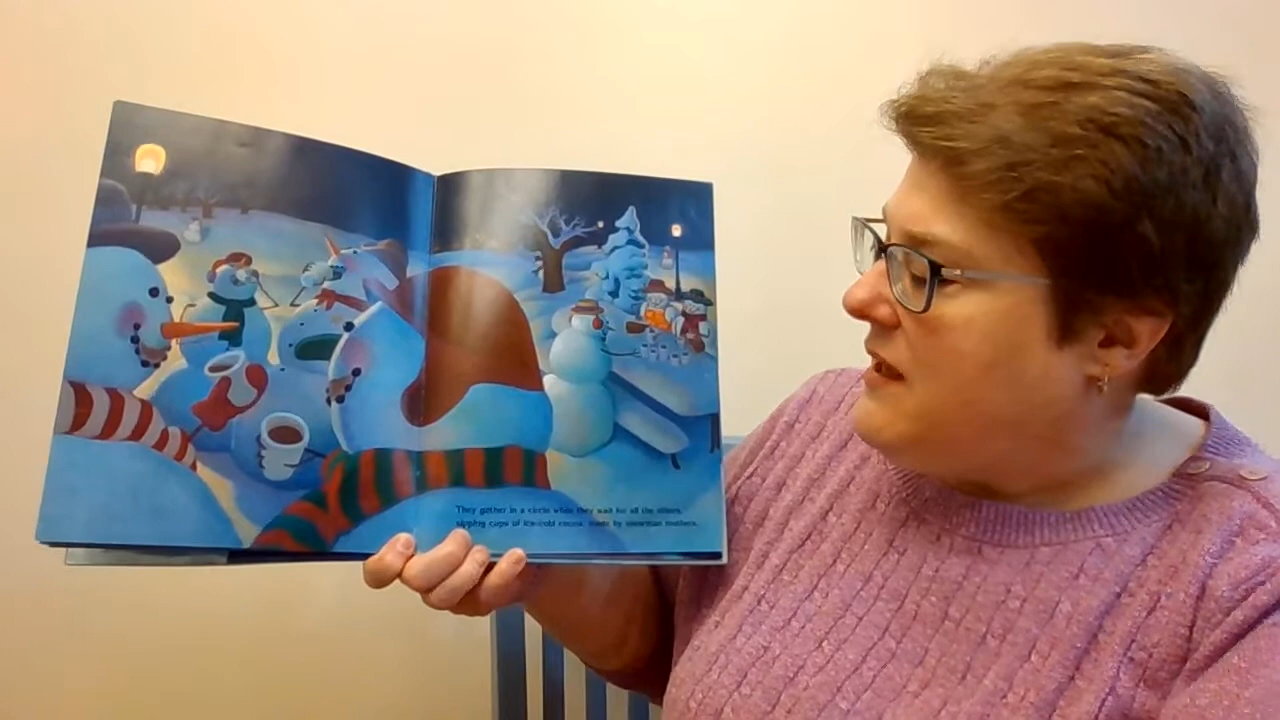 They gather in a circle while they wait for all the others,
sipping cups of ice-cold cocoa, made by snowman mothers.